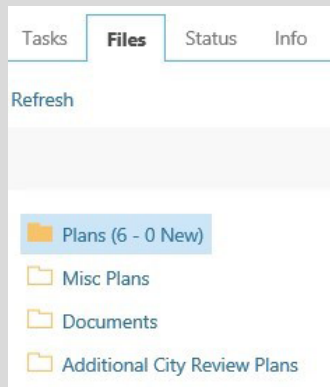 Tasks Files Status Info
Refresh
Plans (6 - 0 New)
Misc Plans
Documents
Additional City Review Plans